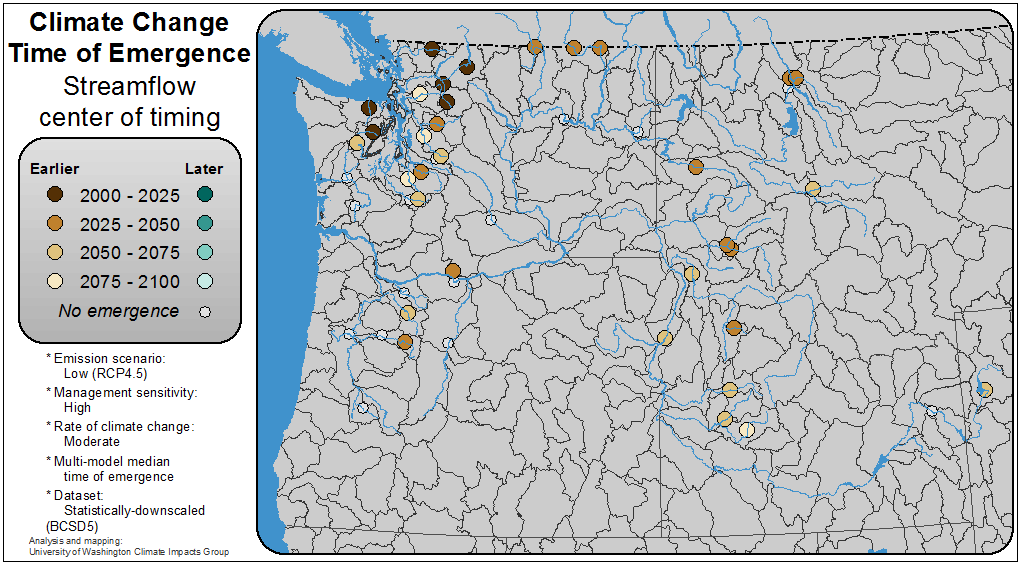 Climate Change
Time of Emergence
Streamflow
center of timing
Earlier Later
2000 - 2025
2025 - 2050
2050 - 2075
2075 - 2100
No emergence
* Emission scenario:
Low (RCP4.5)
* Management sensitivity:
High
* Rate of climate change:
Moderate
* Multi-model median
time of emergence
* Dataset:
Statistically-downscaled
(BCSD5)
Analysis and mapping:
University of Washington Climate Impacts Group